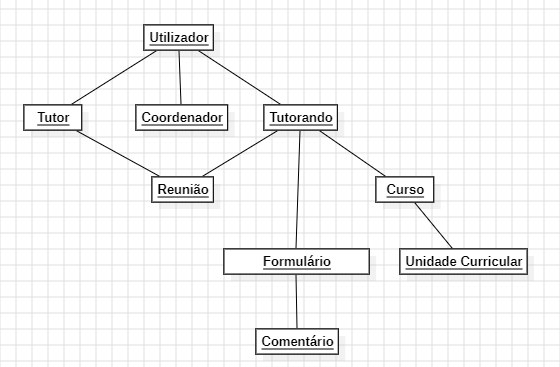 Utilizador
Tutor
Coordenador
Tutorando
Reunião
Curso
Formulário
Unidade Curricular
Comentário